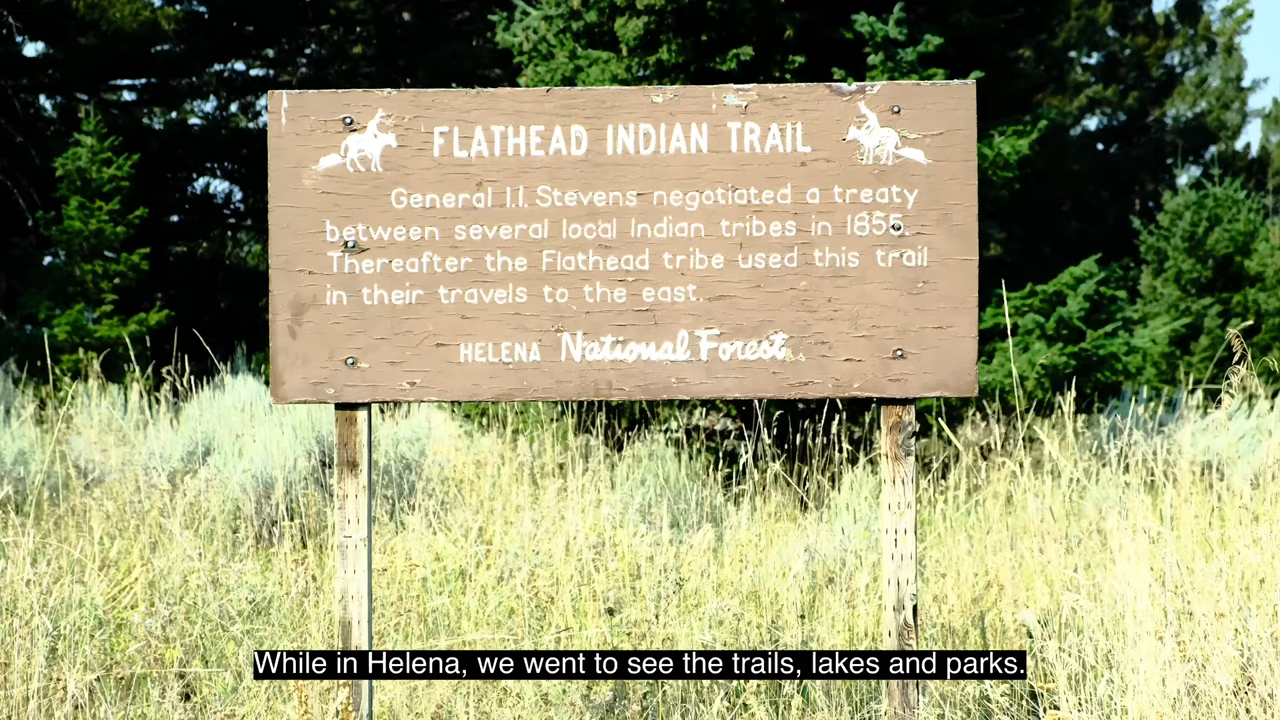 FLATHEAD INDIAN TRAIL
General I.I. Stevens negotiated a treaty
between several local Indian tribes in 1855.
Thereafter the Flathead tribe used this trail
in their travels to the east.
HELENA National Forest
While in Helena, we went to see the trails, lakes and parks.